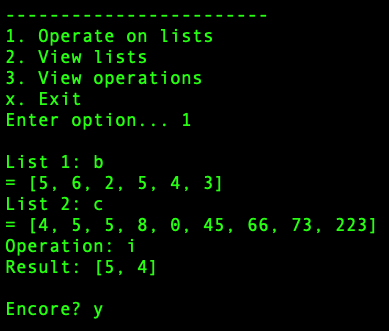 ------------------------
1. Operate on lists
2. View lists
3. View operations
x. Exit
Enter option... 1
List 1: b
= [5, 6, 2, 5, 4, 3]
List 2: c
= [4, 5, 5, 8, 0, 45, 66, 73, 223]
Operation: i
Result: [5, 4]
Encore? y